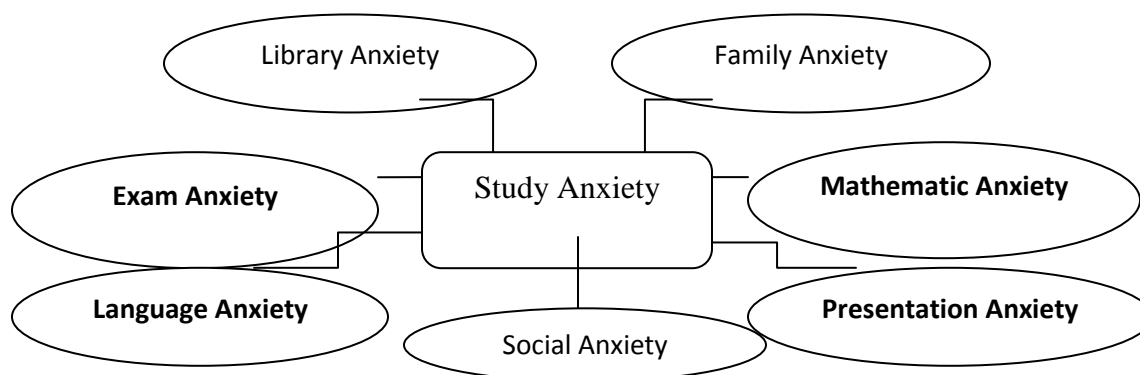 Library Anxiety
Family Anxiety
Study Anxiety
Exam Anxiety
Mathematic Anxiety
Language Anxiety
Presentation Anxiety
Social Anxiety